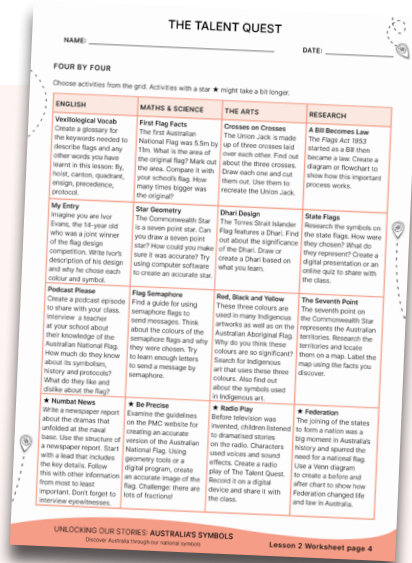 THE TALENT QUEST
NAME:
DATE:
FOUR BY FOUR
Choose activities from the grid. Activities with a star ★ might take a bit longer.
ENGLISH
MATHS & SCIENCE
THE ARTS
RESEARCH
Vexillological Vocab
Create a glossary for
the keywords needed to
describe flags and any
other words you have
learnt in this lesson: fly,
hoist, canton, quadrant,
ensign, precedence,
protocol.
First Flag Facts
The first Australian
National Flag was 5.5m by
11m. What is the area of
the original flag? Mark out
the area. Compare it with
your school's flag. How
many times bigger was
the original?
Crosses on Crosses
The Union Jack is made
up of three crosses laid
over each other. Find out
about the three crosses.
Draw each one and cut
them out. Use them to
recreate the Union Jack.
A Bill Becomes Law
The Flags Act 1953
started as a Bill then
became a law. Create a
diagram or flowchart to
show how this important
process works.
My Entry
Imagine you are Ivor
Evans, the 14-year old
who was a joint winner
of the flag design
competition. Write Ivor's
description of his design
and why he chose each
colour and symbol.
Star Geometry
The Commonwealth Star
is a seven point star. Can
you draw a seven point
star? How could you make
sure it was accurate? Try
using computer software
to create an accurate star.
Dhari Design
The Torres Strait Islander
Flag features a Dhari. Find
out about the significance
of the Dhari. Draw or
create a Dhari based on
what you learn.
State Flags
Research the symbols on
the state flags. How were
they chosen? What do
they represent? Create a
digital presentation or an
online quiz to share with
the class.
Podcast Please
Create a podcast episode
to share with your class.
Interview a teacher
at your school about
their knowledge of the
Australian National Flag.
How much do they know
about its symbolism,
history and protocols?
What do they like and
dislike about the flag?
Flag Semaphore
Find a guide for using
semaphore flags to
send messages. Think
about the colours of the
semaphore flags and why
they were chosen. Try
to learn enough letters
to send a message by
semaphore.
Red, Black and Yellow
These three colours are
used in many Indigenous
artworks as well as on the
Australian Aboriginal Flag.
Why do you think these
colours are so significant?
Search for Indigenous
art that uses these three
colours. Also find out
about the symbols used
in Indigenous art.
The Seventh Point
The seventh point on
the Commonwealth Star
represents the Australian
territories. Research the
territories and locate
them on a map. Label the
map using the facts you
discover.
★ Numbat News
Write a newspaper report
about the dramas that
unfolded at the naval
base. Use the structure of
a newspaper report. Start
with a lead that includes
the key details. Follow
this with other information
from most to least
important. Don't forget to
interview eyewitnesses.
★ Be Precise
Examine the guidelines
on the PMC website for
creating an accurate
version of the Australian
National Flag. Using
geometry tools or a
digital program, create
an accurate image of the
flag. Challenge: there are
lots of fractions!
★ Radio Play
Before television was
invented, children listened
to dramatised stories
on the radio. Characters
used voices and sound
effects. Create a radio
play of The Talent Quest.
Record it on a digital
device and share it with
the class.
★ Federation
The joining of the states
to form a nation was a
big moment in Australia's
history and spurred the
need for a national flag.
Use a Venn diagram
to create a before and
after chart to show how
Federation changed life
and law in Australia.
UNLOCKING OUR STORIES: AUSTRALIA'S SYMBOLS
Discover Australia through our national symbols
Lesson 2 Worksheet page 4